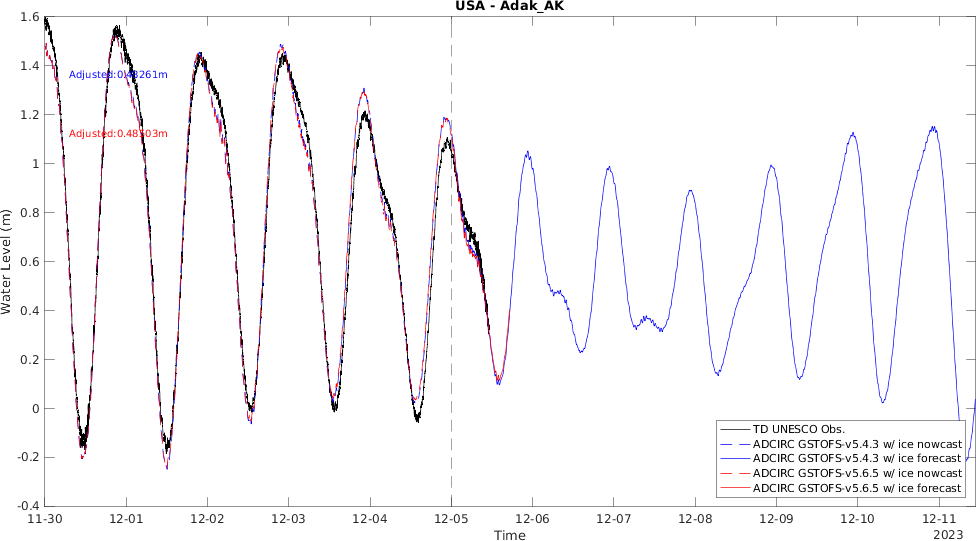 USA - Adak_AK
1.6
1.4
1.2
1
0.8
0.6
0.4
0.2
0
-0.2
-0.4
Water Level (m)
Adjusted:0.48261m
Adjusted:0.48503m
TD UNESCO Obs.
ADCIRC GSTOFS-v5.4.3 w/ ice nowcast
ADCIRC GSTOFS-v5.4.3 w/ ice forecast
ADCIRC GSTOFS-v5.6.5 w/ ice nowcast
ADCIRC GSTOFS-v5.6.5 w/ ice forecast
11-30 12-01 12-02 12-03 12-04 12-05 12-06 12-07 12-08 12-09 12-10 12-11
Time
2023